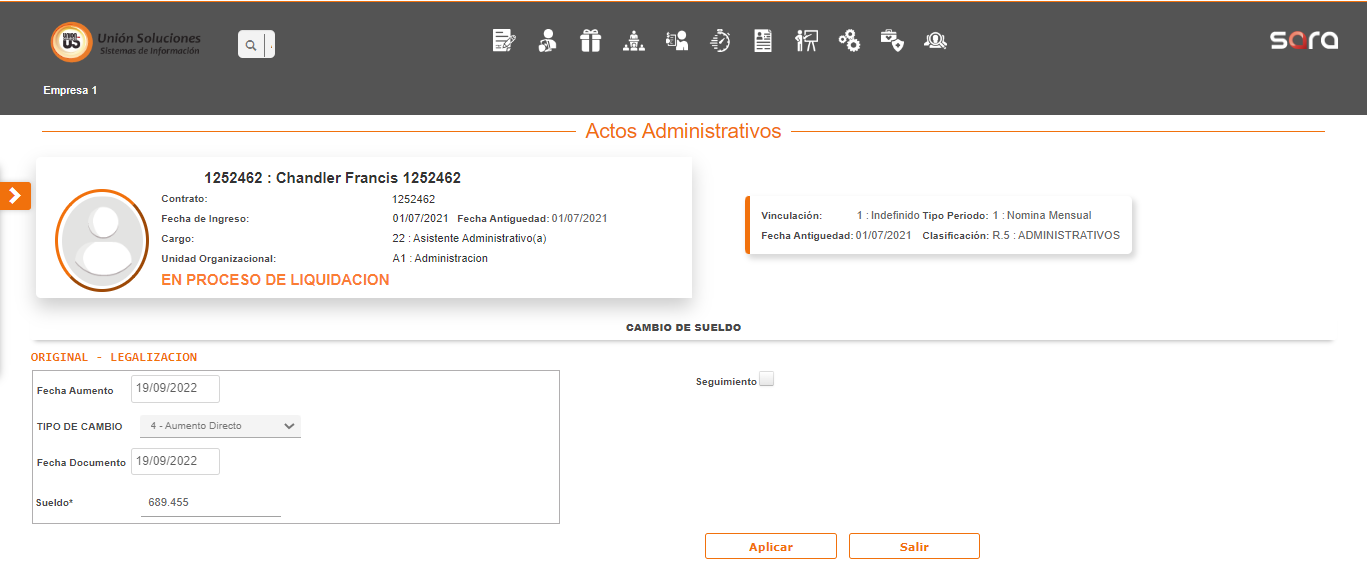 Unión Soluciones
Sistemas de Información
sara
Empresa 1
Actos Administrativos
1252462 : Chandler Francis 1252462
Contrato: 1252462
Fecha de Ingreso: 01/07/2021 Fecha Antiguedad: 01/07/2021
Cargo: 22 : Asistente Administrativo(a)
Unidad Organizacional: A1 : Administracion
EN PROCESO DE LIQUIDACION
Vinculación: 1 : Indefinido Tipo Periodo: 1 : Nomina Mensual
Fecha Antiguedad: 01/07/2021 Clasificación: R.5 : ADMINISTRATIVOS
CAMBIO DE SUELDO
ORIGINAL - LEGALIZACION
Fecha Aumento 19/09/2022
TIPO DE CAMBIO 4 - Aumento Directo
Fecha Documento 19/09/2022
Sueldo* 689.455
Seguimiento
Aplicar Salir